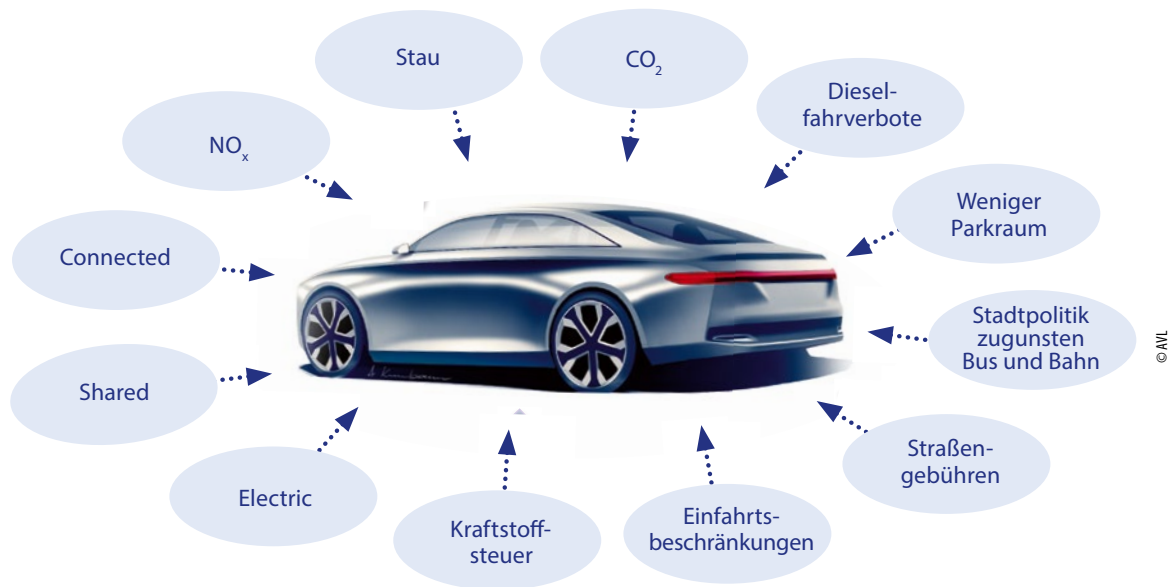 Stau
CO₂
Diesel-
fahrverbote
NOₓ
Weniger
Parkraum
Connected
Stadtpolitik
zugunsten
Bus und Bahn
© AVL
Shared
Straßen-
gebühren
Electric
Kraftstoff-
steuer
Einfahrts-
beschränkungen